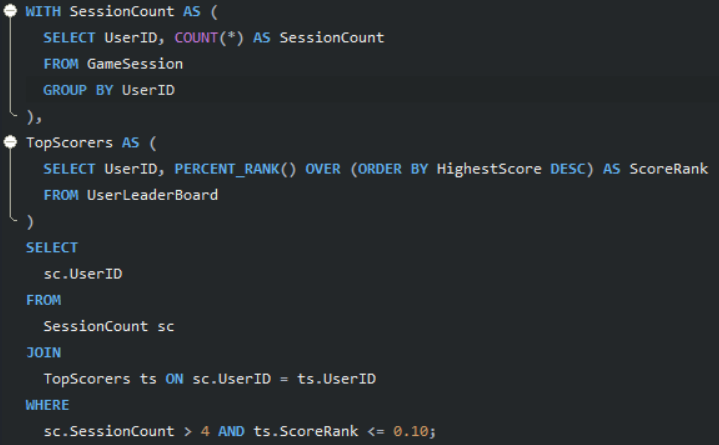 WITH SessionCount AS (
SELECT UserID, COUNT(*) AS SessionCount
FROM GameSession
GROUP BY UserID
),
TopScorers AS (
SELECT UserID, PERCENT_RANK() OVER (ORDER BY HighestScore DESC) AS ScoreRank
FROM UserLeaderBoard
)
SELECT
sc.UserID
FROM
SessionCount sc
JOIN
TopScorers ts ON sc.UserID = ts.UserID
WHERE
sc.SessionCount > 4 AND ts.ScoreRank <= 0.10;